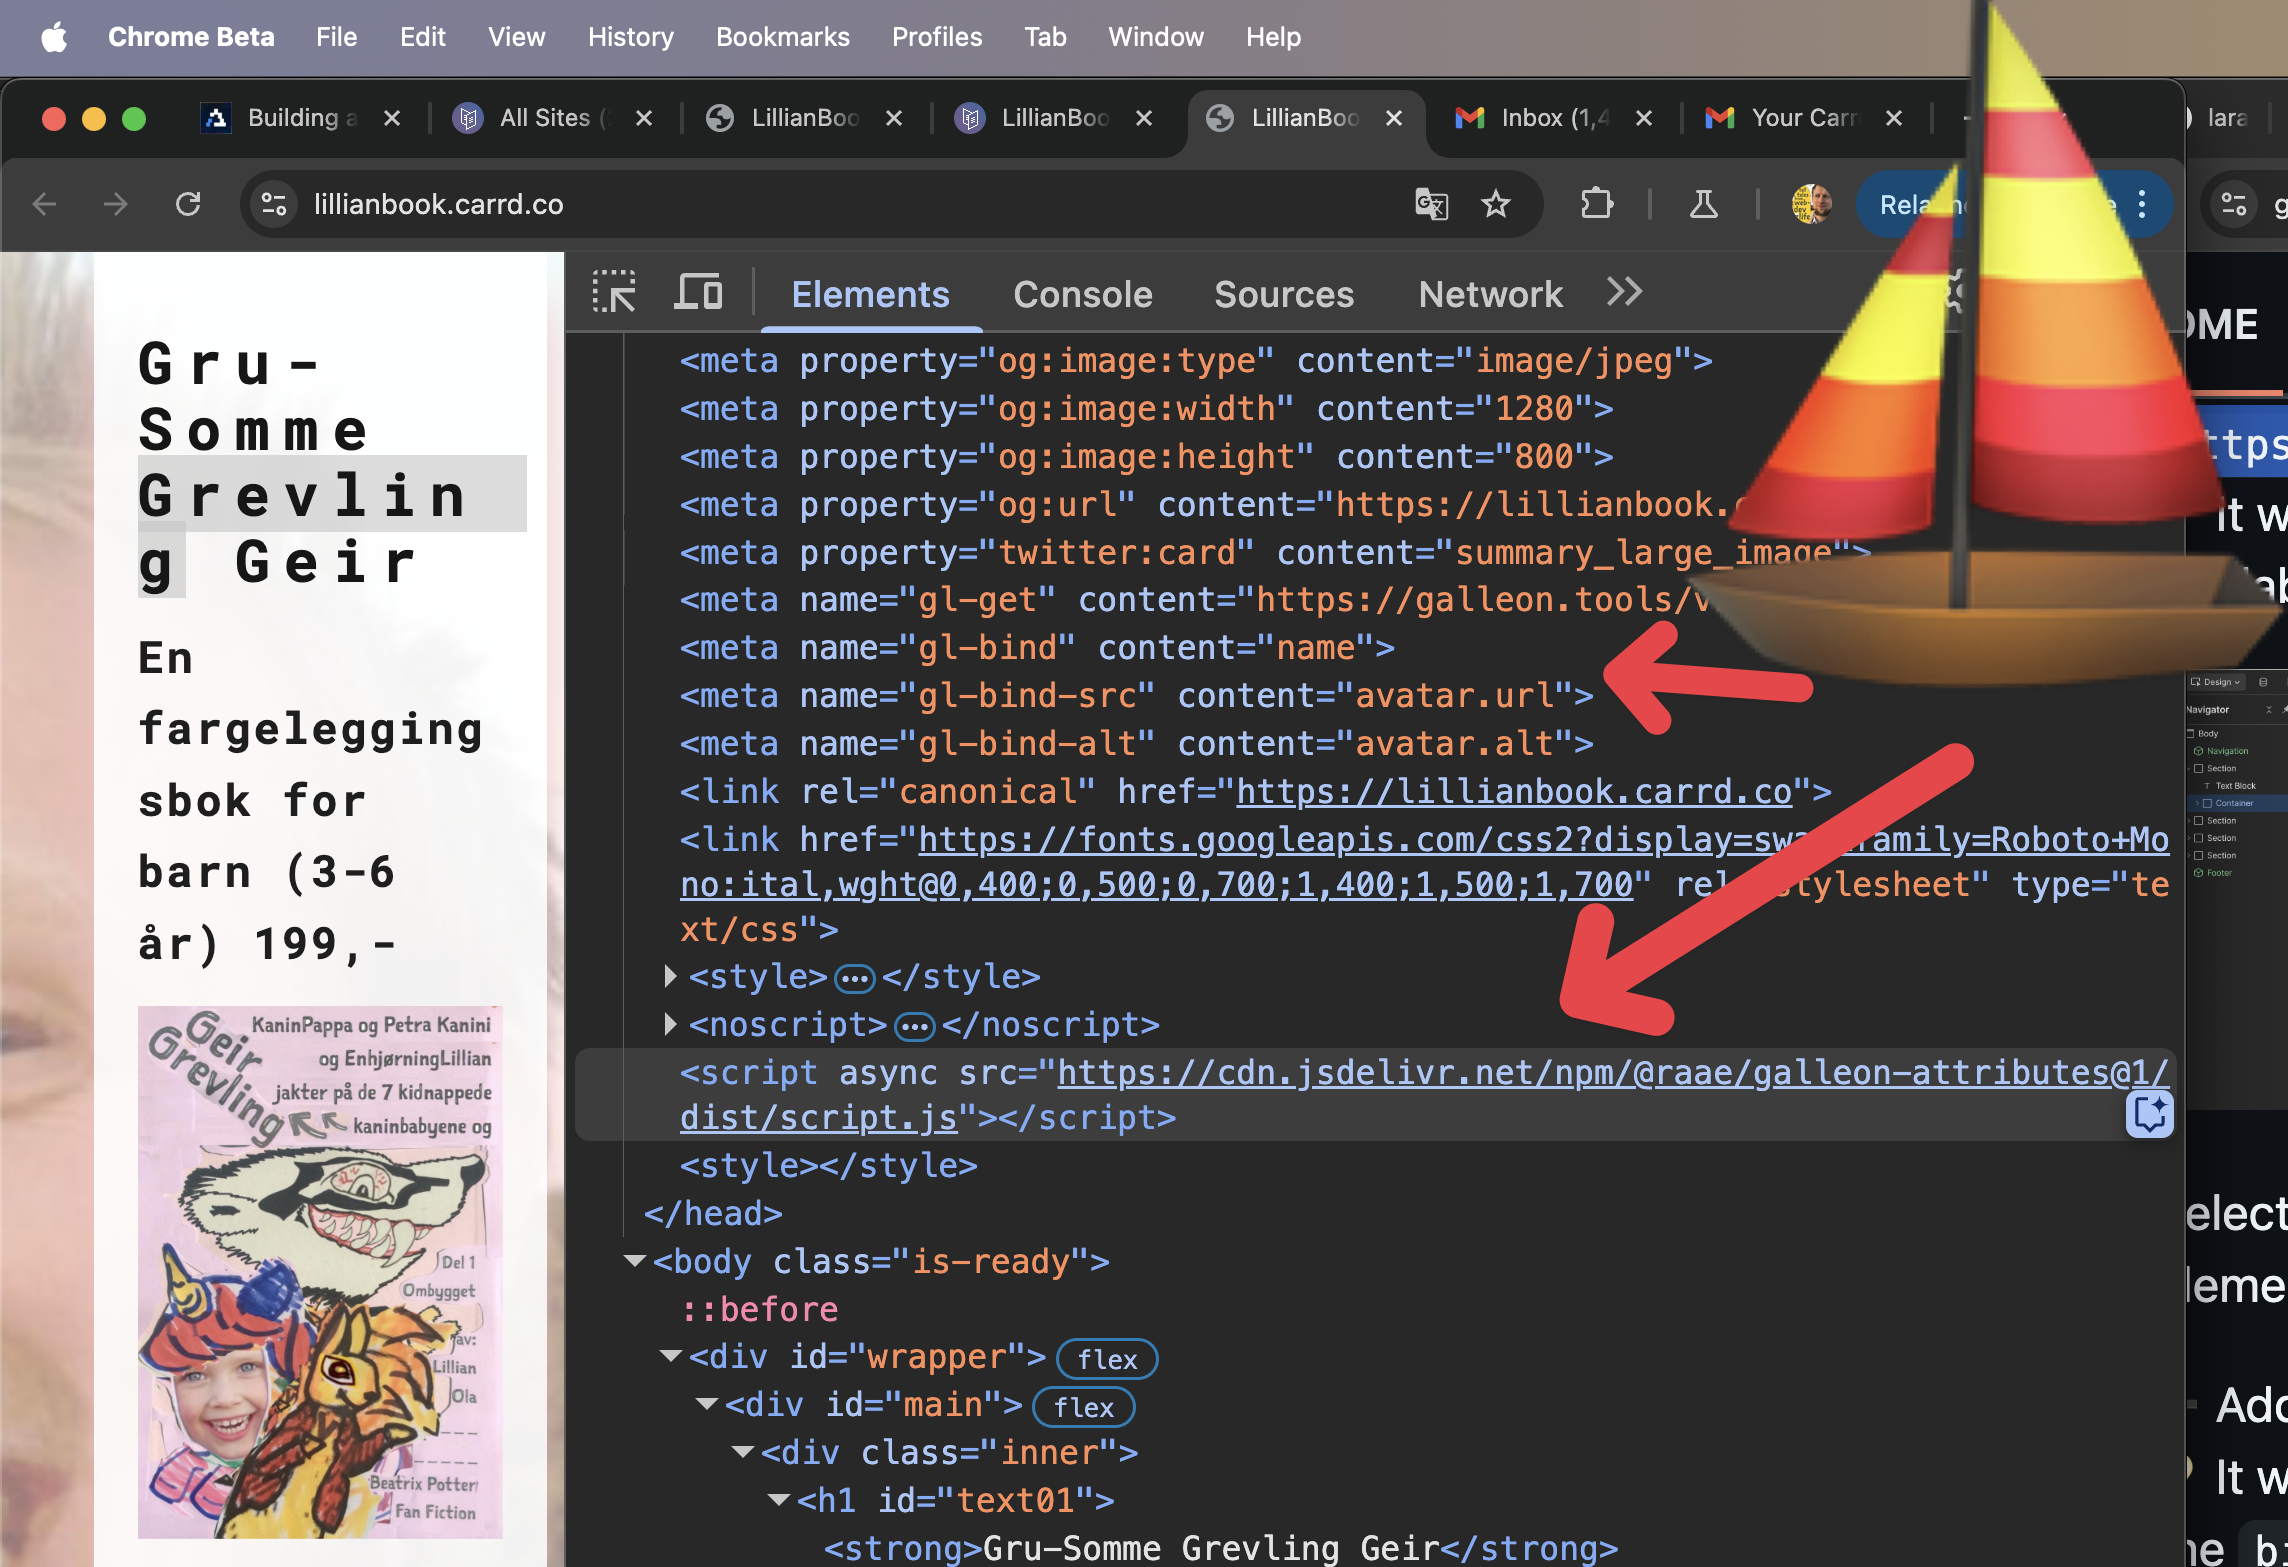 Chrome Beta File Edit View History Bookmarks Profiles Tab Window Help
Building a All Sites ( LillianBoo LillianBoo LillianBoo Inbox (1,4 Your Carr lara
lillianbook.carrd.co
Gru-
Somme
Grevlin
g Geir
En
fargelegging
sbok for
barn (3-6
år) 199,-
Geir
Grevling
KaninPappa og Petra Kanini
og EnhjørningLillian
jakter på de 7 kidnappede
kaninbabyene og
Del 1
Ombygget
av:
Lillian
Ola
Beatrix Potter
Fan Fiction
Elements Console Sources Network
<meta property="og:image:type" content="image/jpeg">
<meta property="og:image:width" content="1280">
<meta property="og:image:height" content="800">
<meta property="og:url" content="https://lillianbook.
<meta property="twitter:card" content="summary_large_image">
<meta name="gl-get" content="https://galleon.tools/v
<meta name="gl-bind" content="name">
<meta name="gl-bind-src" content="avatar.url">
<meta name="gl-bind-alt" content="avatar.alt">
<link rel="canonical" href="https://lillianbook.carrd.co">
<link href="https://fonts.googleapis.com/css2?display=swa family=Roboto+Mo
no:ital,wght@0,400;0,500;0,700;1,400;1,500;1,700" rel stylesheet" type="te
xt/css">
<style>…</style>
<noscript>…</noscript>
<script async src="https://cdn.jsdelivr.net/npm/@raae/galleon-attributes@1/
dist/script.js"></script>
<style></style>
</head>
<body class="is-ready">
::before
<div id="wrapper"> flex
<div id="main"> flex
<div class="inner">
<h1 id="text01">
<strong>Gru-Somme Grevling Geir</strong>
OME
ttps
It w
Design
Navigator
Body
Navigation
Section
Text Block
Container
Section
Section
Section
Footer
elect
leme
Add
It w